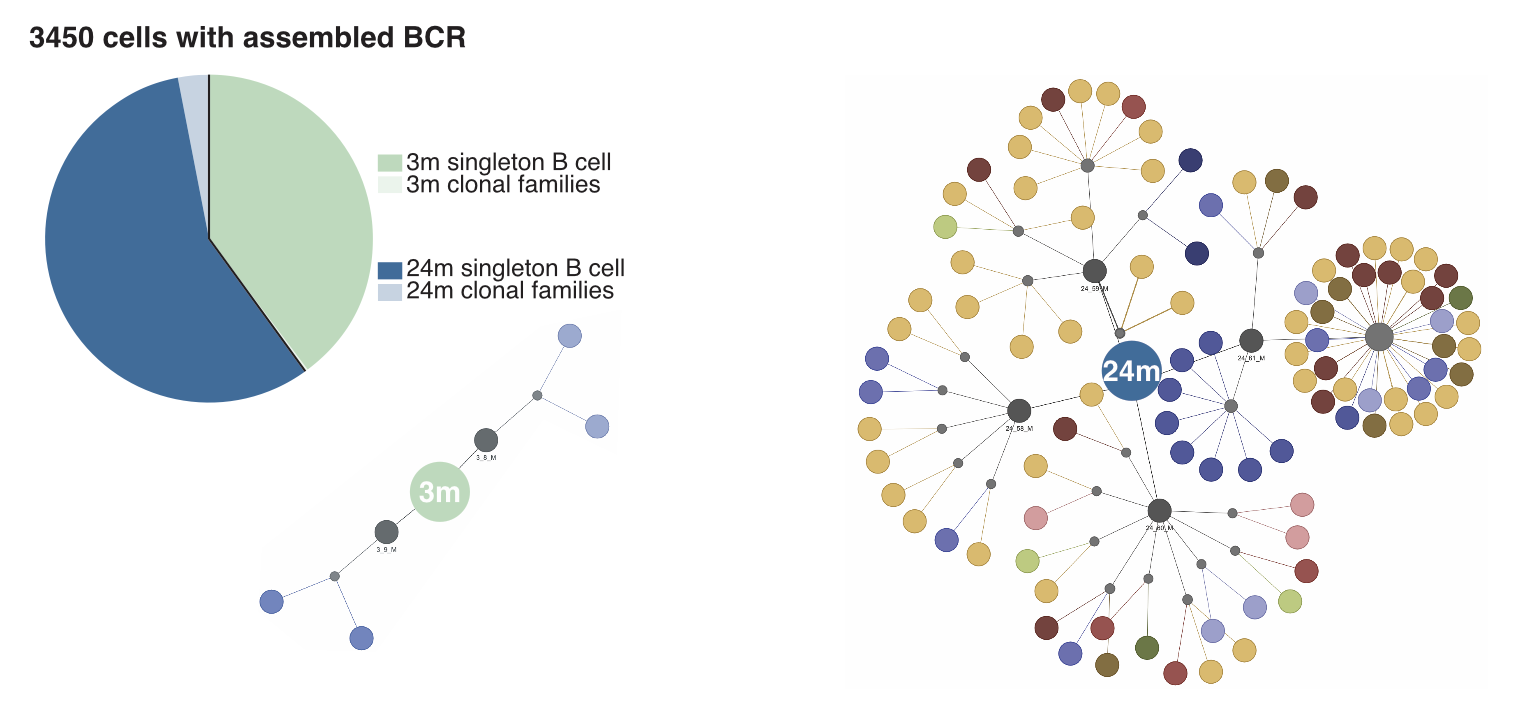 3450 cells with assembled BCR
3m singleton B cell
3m clonal families
24m singleton B cell
24m clonal families
3_8_M
3m
3_9_M
24_59_M
24_61_M
24m
24_58_M
24_60_M